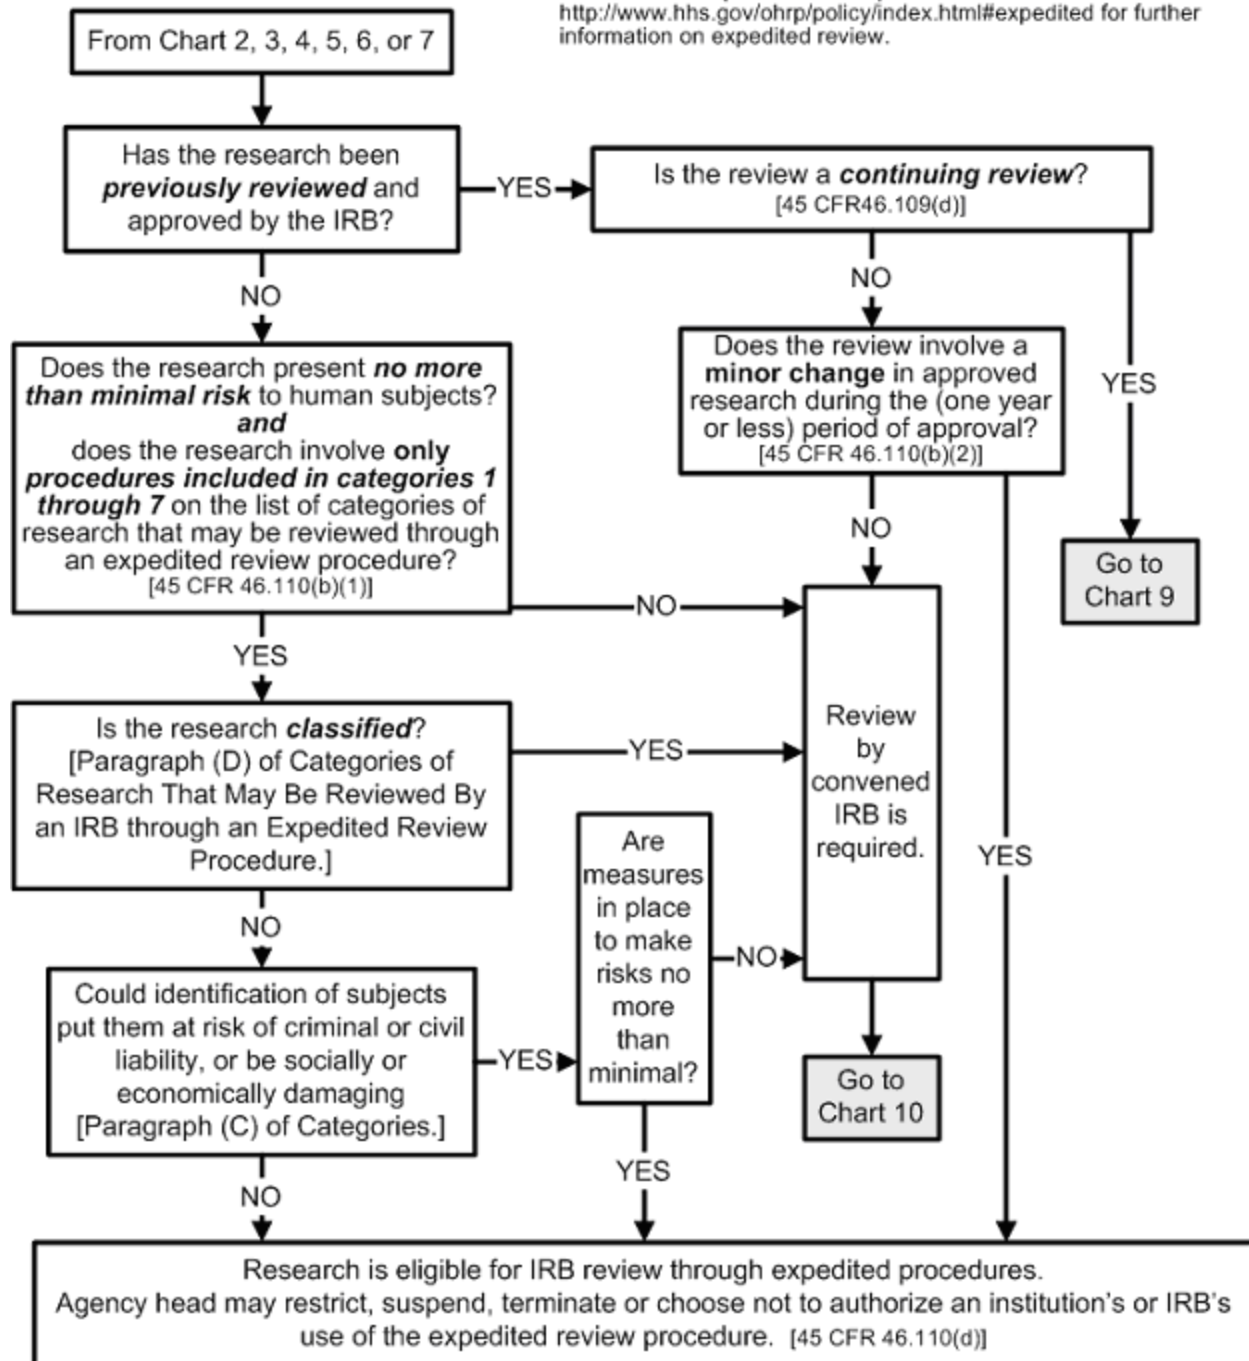 http://www.hhs.gov/ohrp/policy/index.html#expedited for further
information on expedited review.
From Chart 2, 3, 4, 5, 6, or 7
Has the research been
previously reviewed and
approved by the IRB?
YES
Is the review a continuing review?
[45 CFR46.109(d)]
NO
NO
YES
Does the research present no more
than minimal risk to human subjects?
and
does the research involve only
procedures included in categories 1
through 7 on the list of categories of
research that may be reviewed through
an expedited review procedure?
[45 CFR 46.110(b)(1)]
Does the review involve a
minor change in approved
research during the (one year
or less) period of approval?
[45 CFR 46.110(b)(2)]
NO
Go to
Chart 9
NO
YES
Is the research classified?
[Paragraph (D) of Categories of
Research That May Be Reviewed By
an IRB through an Expedited Review
Procedure.]
YES
Review
by
convened
IRB is
required.
YES
NO
Are
measures
in place
to make
risks no
more
than
minimal?
NO
Could identification of subjects
put them at risk of criminal or civil
liability, or be socially or
economically damaging
[Paragraph (C) of Categories.]
YES
Go to
Chart 10
YES
NO
Research is eligible for IRB review through expedited procedures.
Agency head may restrict, suspend, terminate or choose not to authorize an institution's or IRB's
use of the expedited review procedure. [45 CFR 46.110(d)]